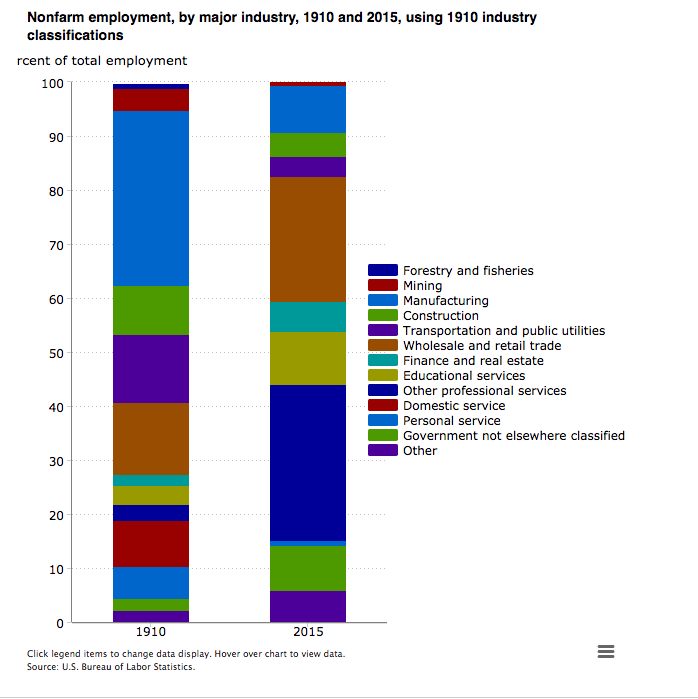 Nonfarm employment, by major industry, 1910 and 2015, using 1910 industry
classifications
rcent of total employment
100
90
80
70
60
50
40
30
20
10
0
1910
2015
Forestry and fisheries
Mining
Manufacturing
Construction
Transportation and public utilities
Wholesale and retail trade
Finance and real estate
Educational services
Other professional services
Domestic service
Personal service
Government not elsewhere classified
Other
Click legend items to change data display. Hover over chart to view data.
Source: U.S. Bureau of Labor Statistics.